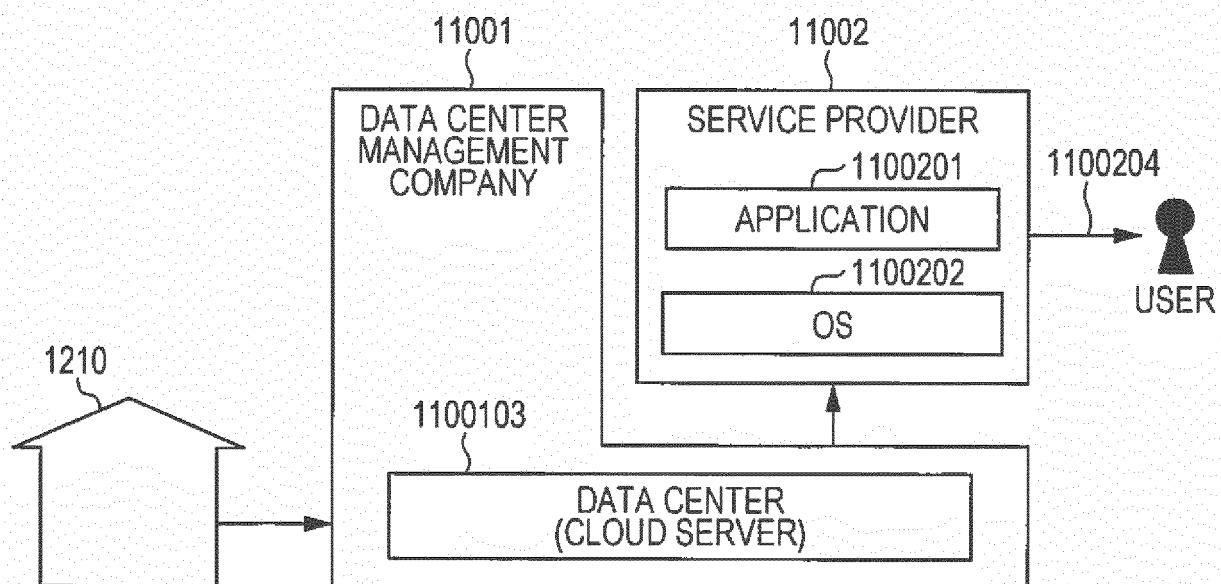 11001
11002
DATA CENTER
MANAGEMENT
COMPANY
SERVICE PROVIDER
1100201
APPLICATION
1100202
OS
1100204
USER
1210
1100103
DATA CENTER
(CLOUD SERVER)